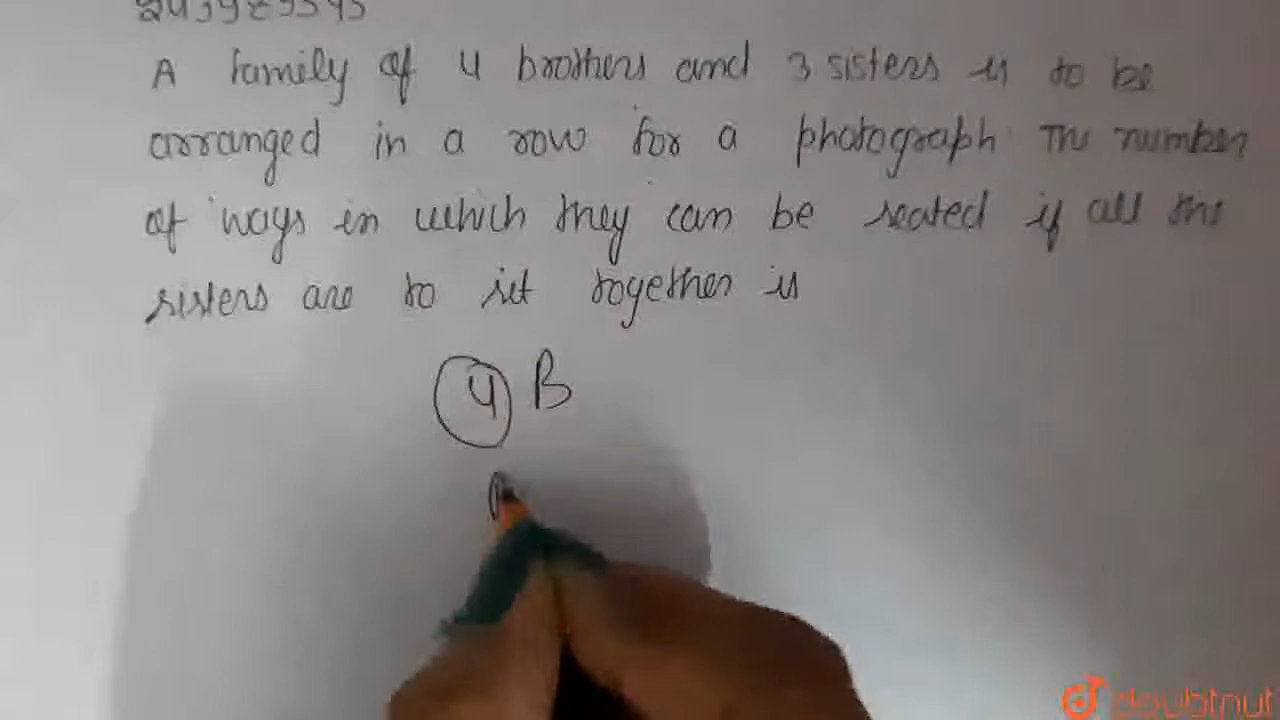 A family of 4 brothers and 3 sisters is to be
arranged in a row for a photograph. The number
of ways in which they can be seated if all the
sisters are to sit together is
4 B
doubtnut